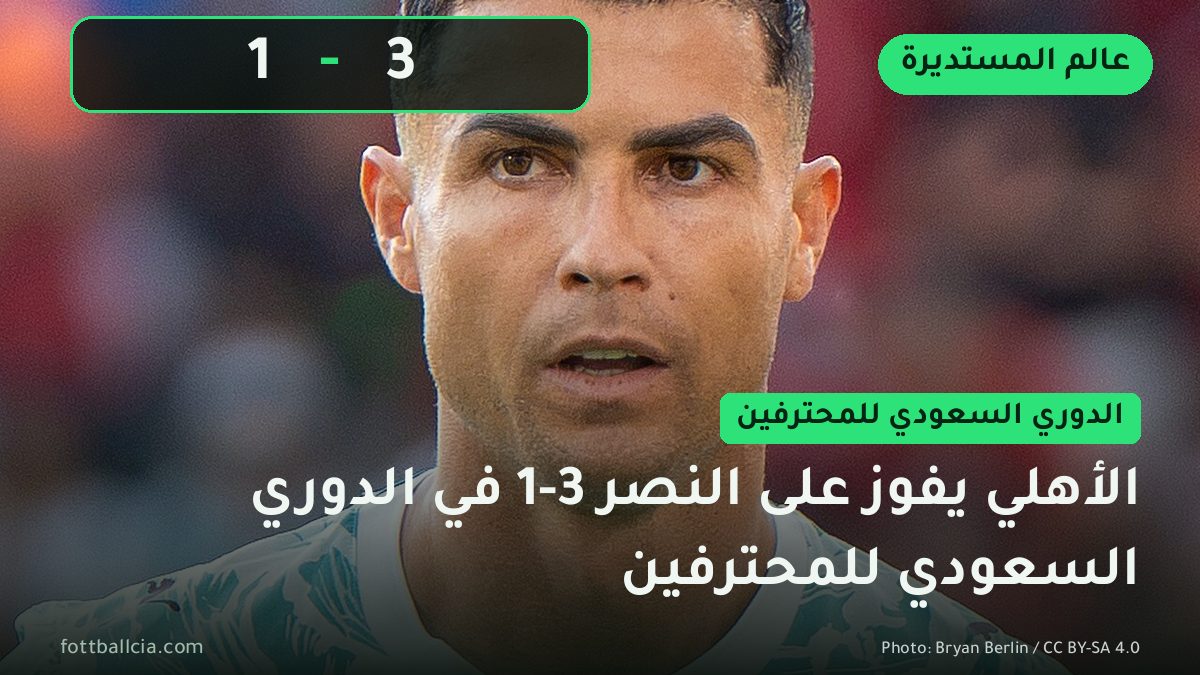 عالم المستديرة
1 - 3
الدوري السعودي للمحترفين
الأهلي يفوز على النصر 3-1 في الدوري
السعودي للمحترفين
fottballcia.com
Photo: Bryan Berlin / CC BY-SA 4.0